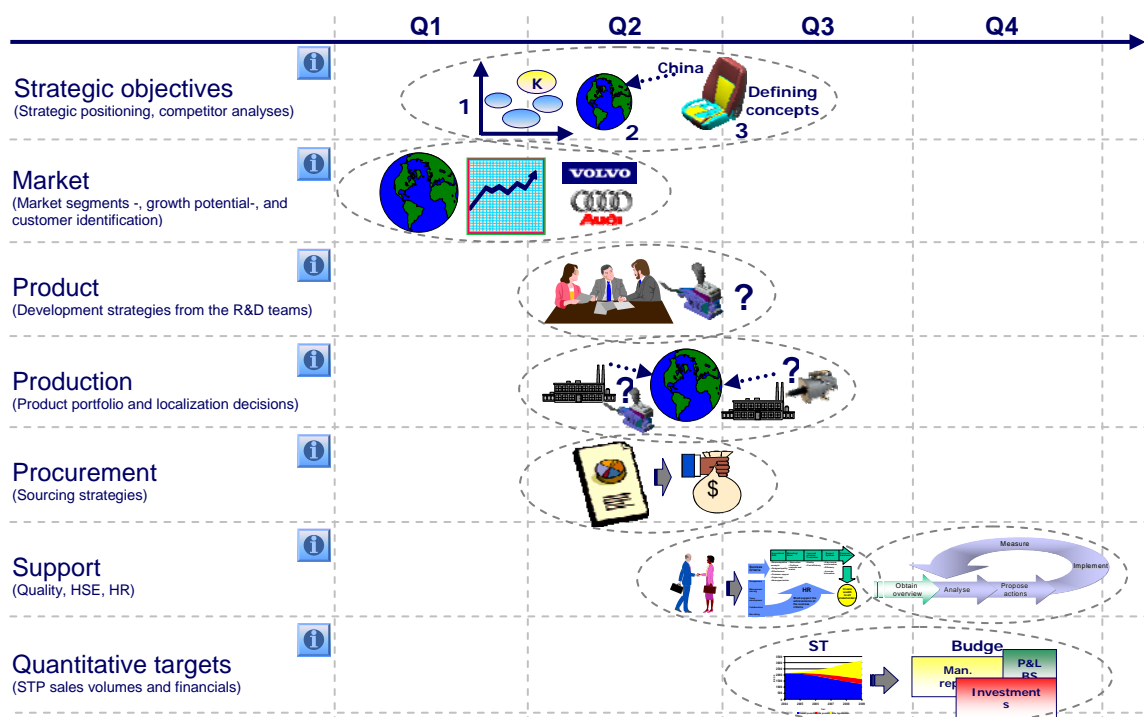 Q1 Q2 Q3 Q4
Strategic objectives
(Strategic positioning, competitor analyses)
1
K
2
China
3
Defining
concepts
Market
(Market segments -, growth potential-, and
customer identification)
VOLVO
Audi
Product
(Development strategies from the R&D teams)
?
Production
(Product portfolio and localization decisions)
?
?
Procurement
(Sourcing strategies)
$
Support
(Quality, HSE, HR)
HR
Measure
Implement
Obtain
overview
Analyse
Propose
actions
Quantitative targets
(STP sales volumes and financials)
ST
Budge
Man.
rep
P&L
BS
Investment
s